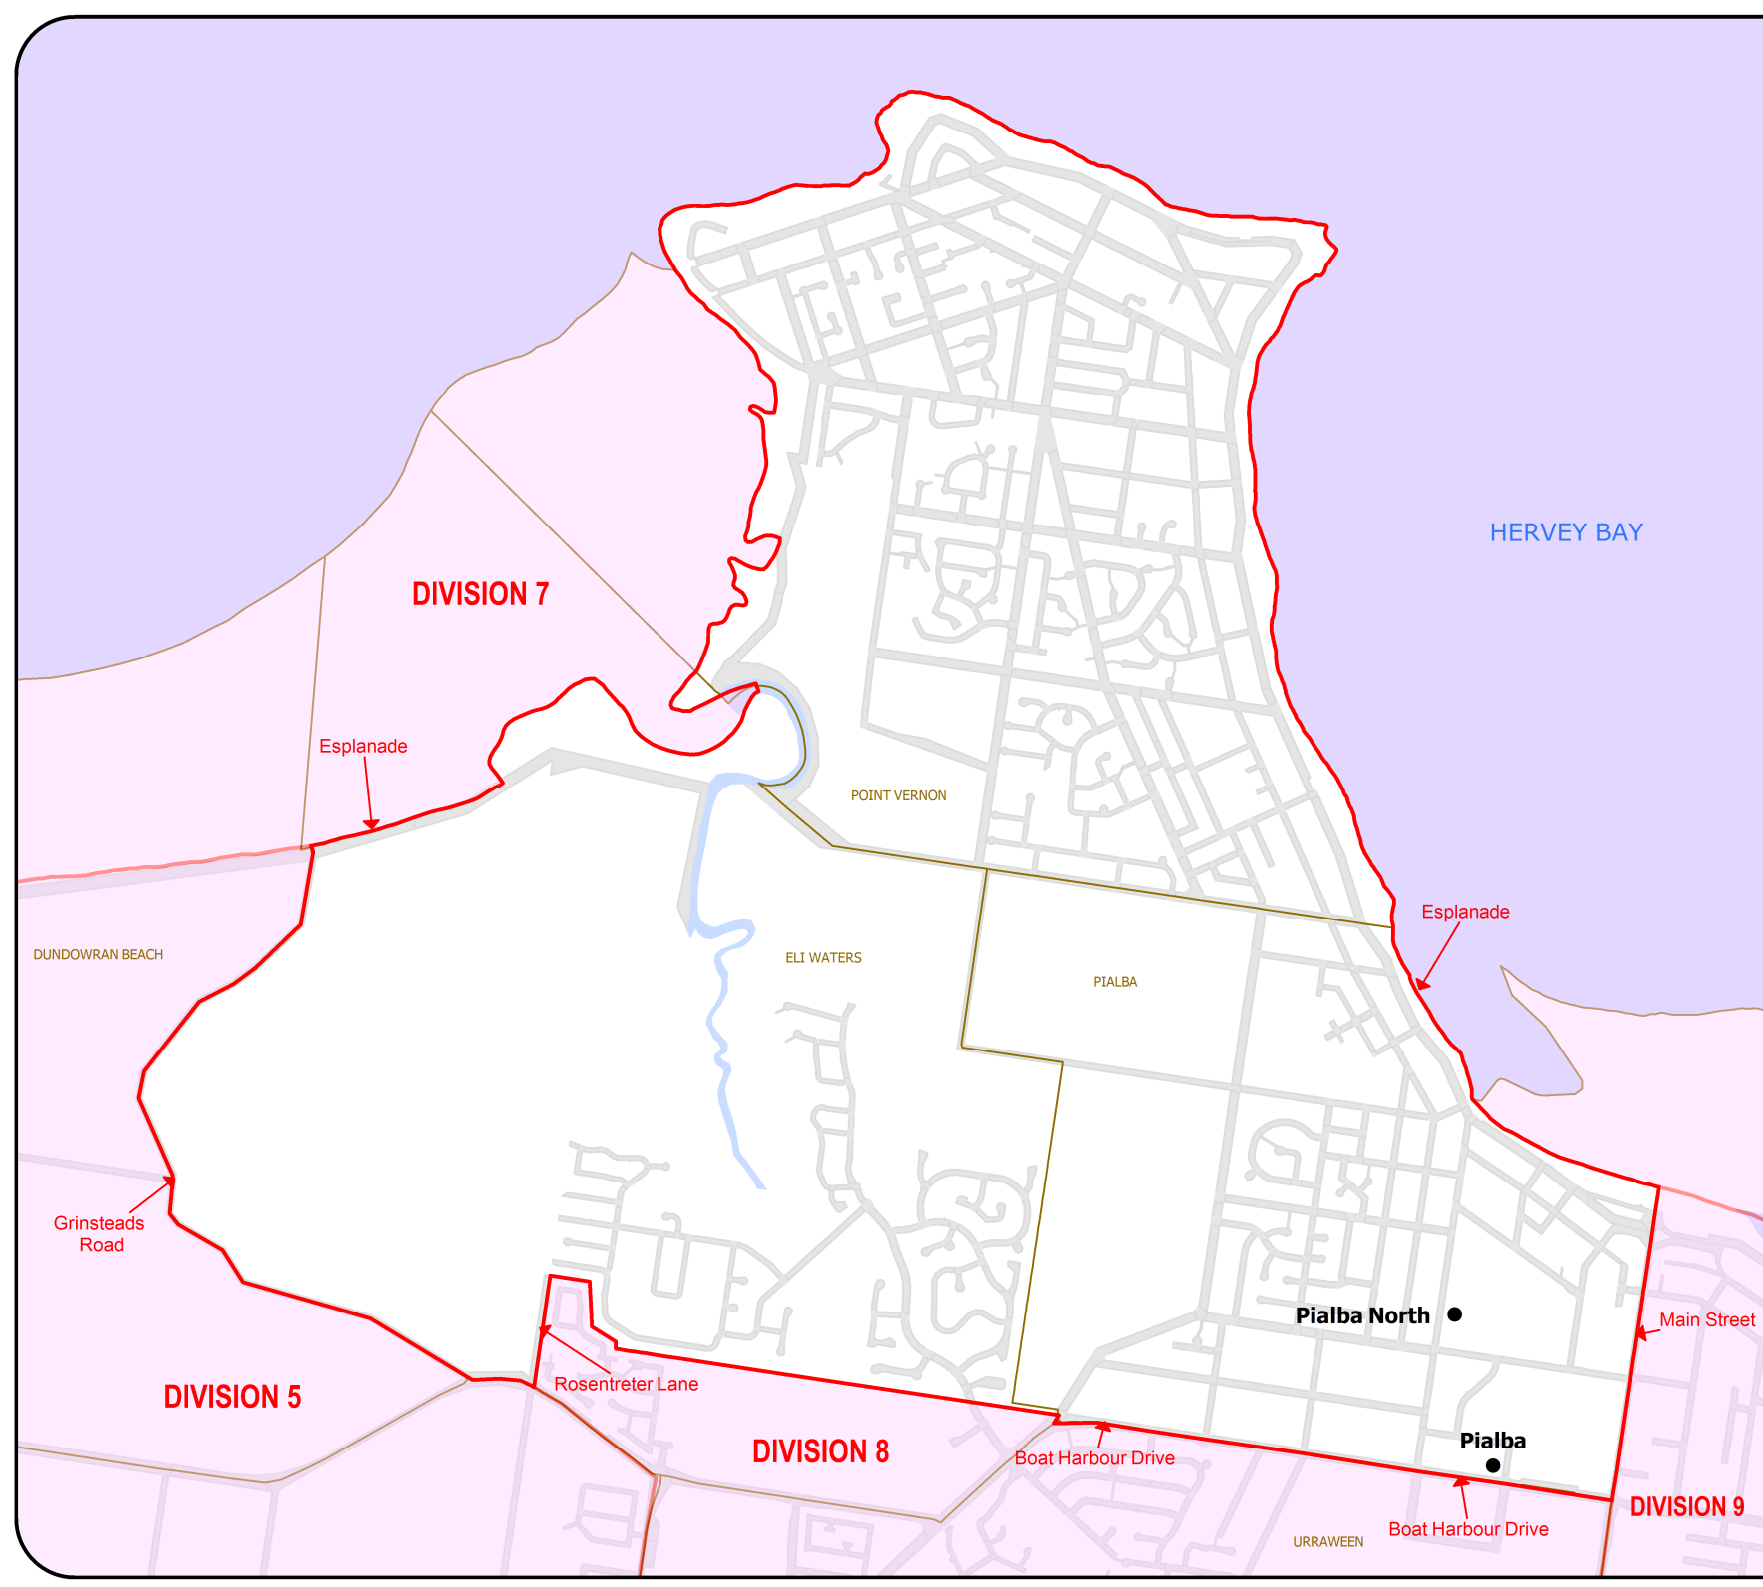 HERVEY BAY
DIVISION 7
Esplanade
POINT VERNON
Esplanade
DUNDOWRAN BEACH
ELI WATERS
PIALBA
Grinsteads
Road
Pialba North
Main Street
Rosentreter Lane
DIVISION 5
DIVISION 8
Pialba
Boat Harbour Drive
DIVISION 9
Boat Harbour Drive
URRAWEEN